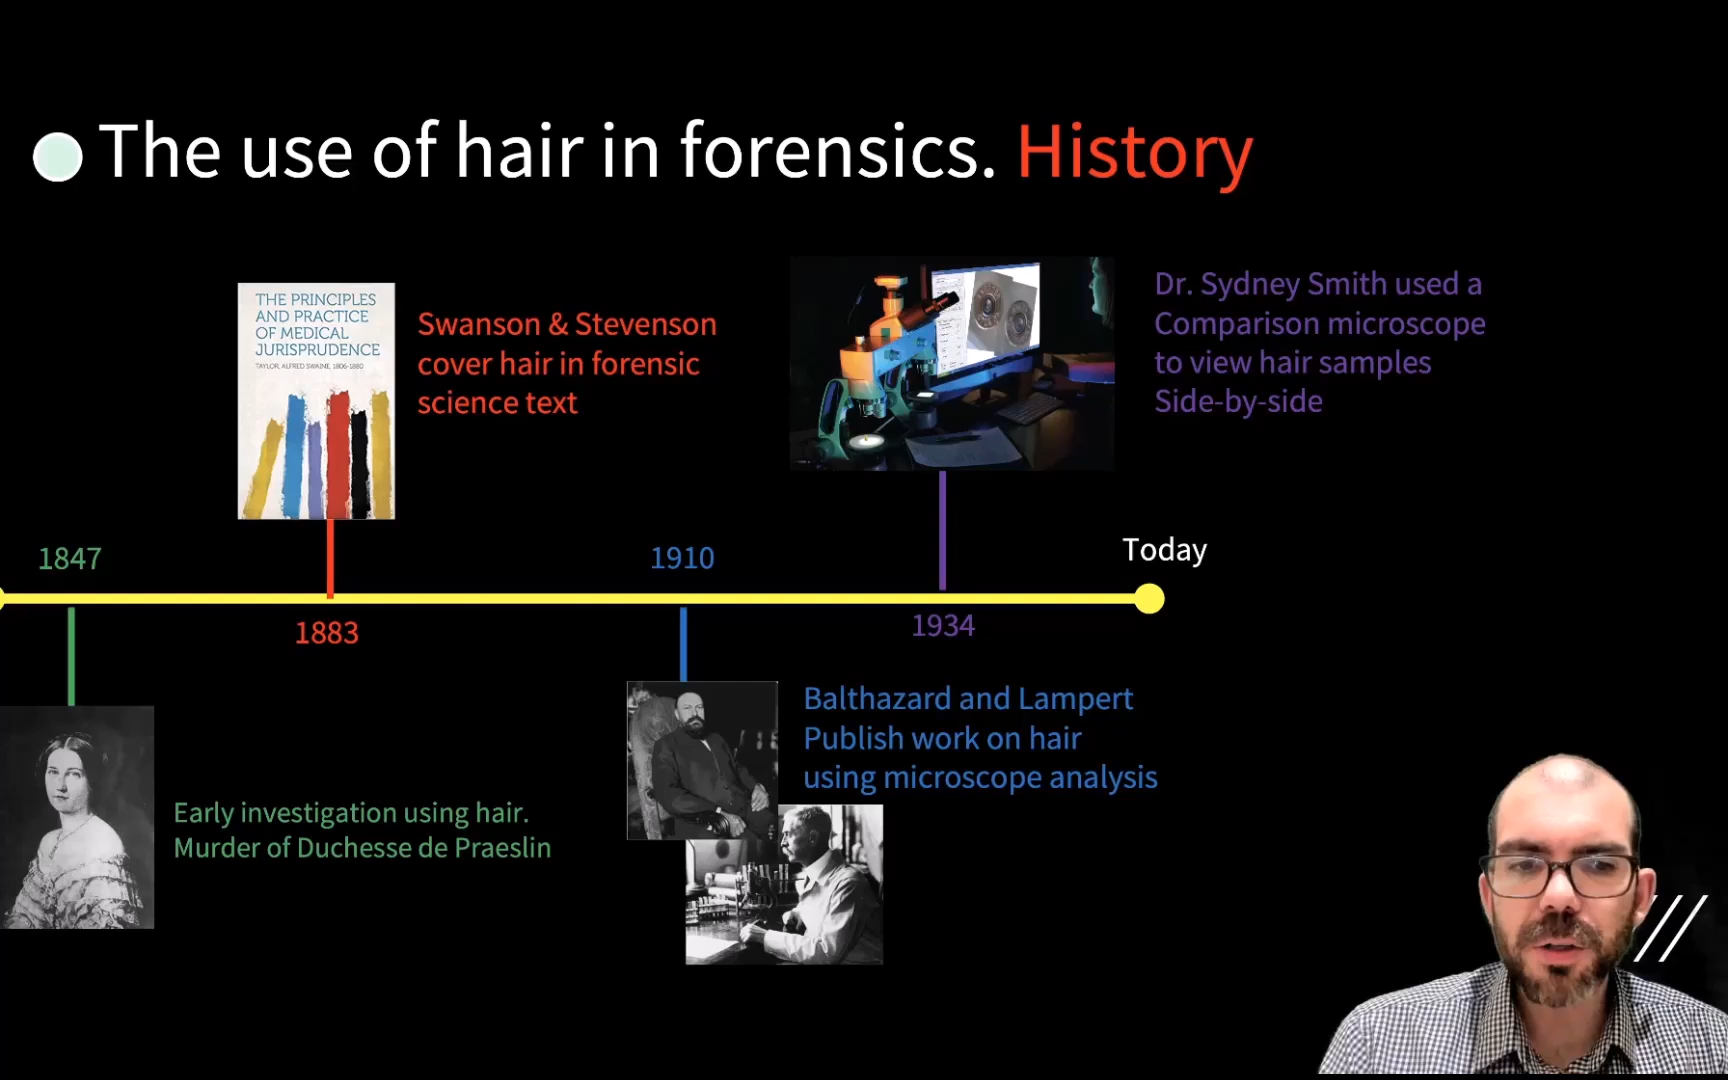 The use of hair in forensics. History
THE PRINCIPLES
AND PRACTICE
OF MEDICAL
JURISPRUDENCE
TAYLOR, ALFRED SWAINE, 1806-1880
Swanson & Stevenson
cover hair in forensic
science text
Dr. Sydney Smith used a
Comparison microscope
to view hair samples
Side-by-side
1847
1883
1910
1934
Today
Early investigation using hair.
Murder of Duchesse de Praeslin
Balthazard and Lampert
Publish work on hair
using microscope analysis